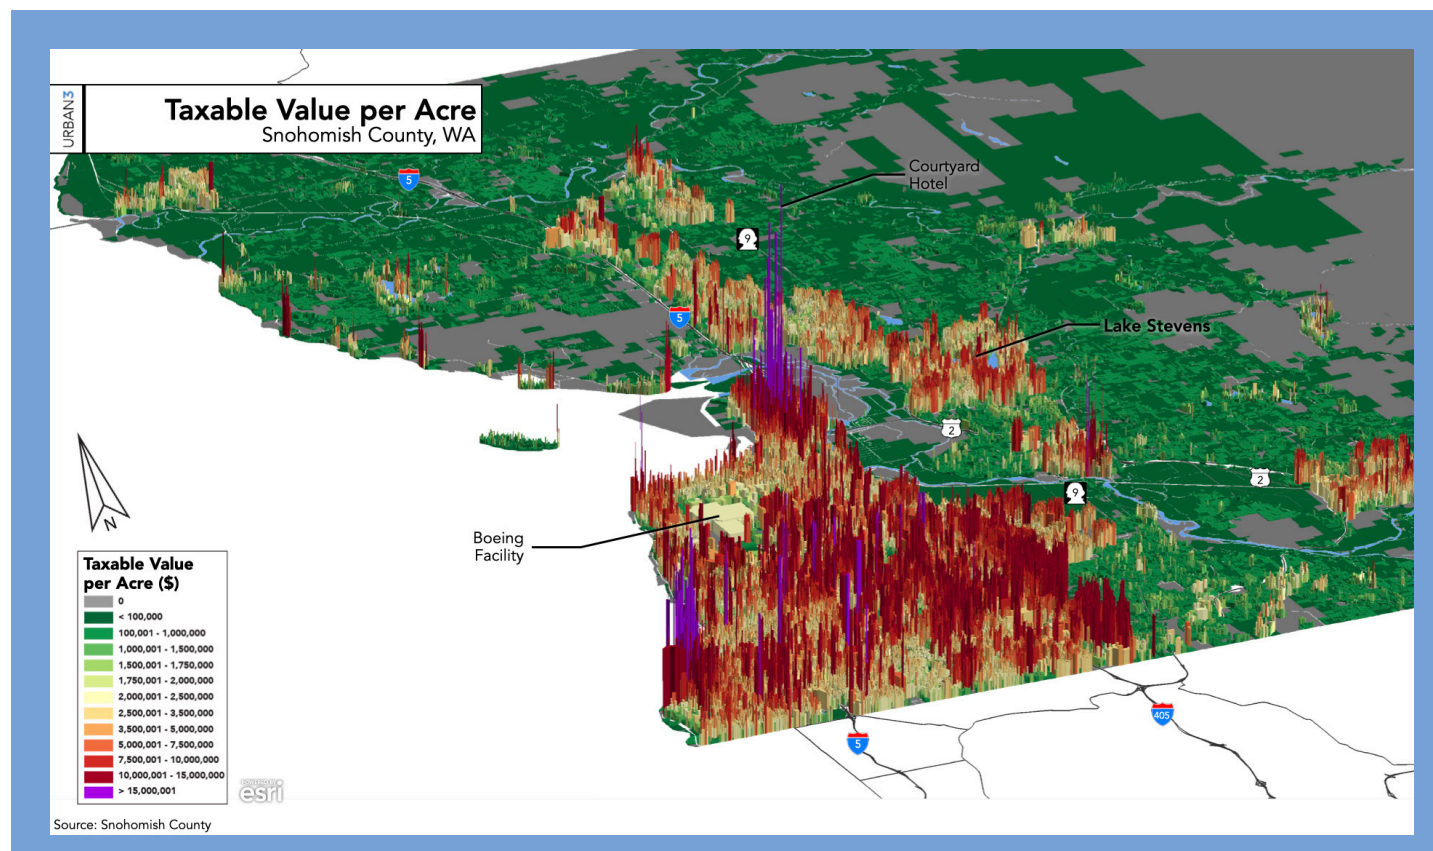 URBAN3
Taxable Value per Acre
Snohomish County, WA
5
Courtyard
Hotel
9
5
Lake Stevens
2
2
9
Boeing
Facility
N
Taxable Value
per Acre ($)
0
< 100,000
100,001 - 1,000,000
1,000,001 - 1,500,000
1,500,001 - 1,750,000
1,750,001 - 2,000,000
2,000,001 - 2,500,000
2,500,001 - 3,500,000
3,500,001 - 5,000,000
5,000,001 - 7,500,000
7,500,001 - 10,000,000
10,000,001 - 15,000,000
> 15,000,001
405
5
POWERED BY
esri
Source: Snohomish County